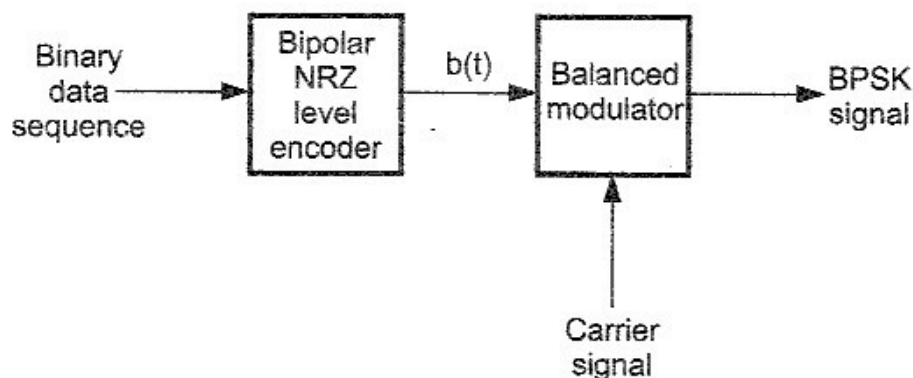 Binary
data
sequence
Bipolar
NRZ
level
encoder
b(t)
Balanced
modulator
BPSK
signal
Carrier
signal